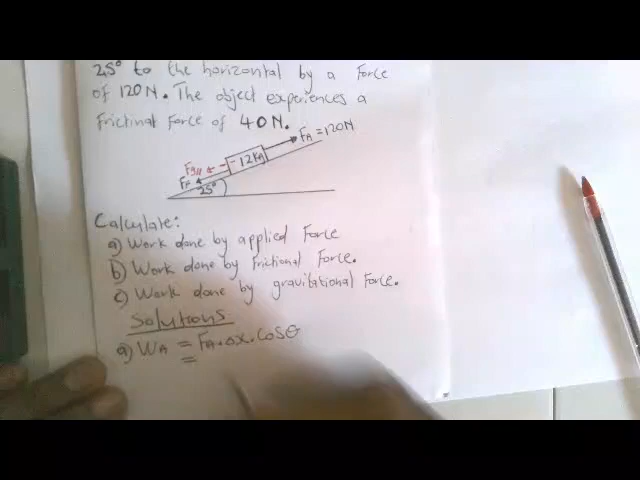 25° to the horizontal by a Force
of 120N. The object experiences a
Frictinal Force of 40N.
FA = 120N
12kg
Fg||
25°
Calculate:
a) Work done by applied Force
b) Work done by Frictional Force.
c) Work done by gravitational Force.
Solutions
a) WA = FA.Δx.Cosθ
=